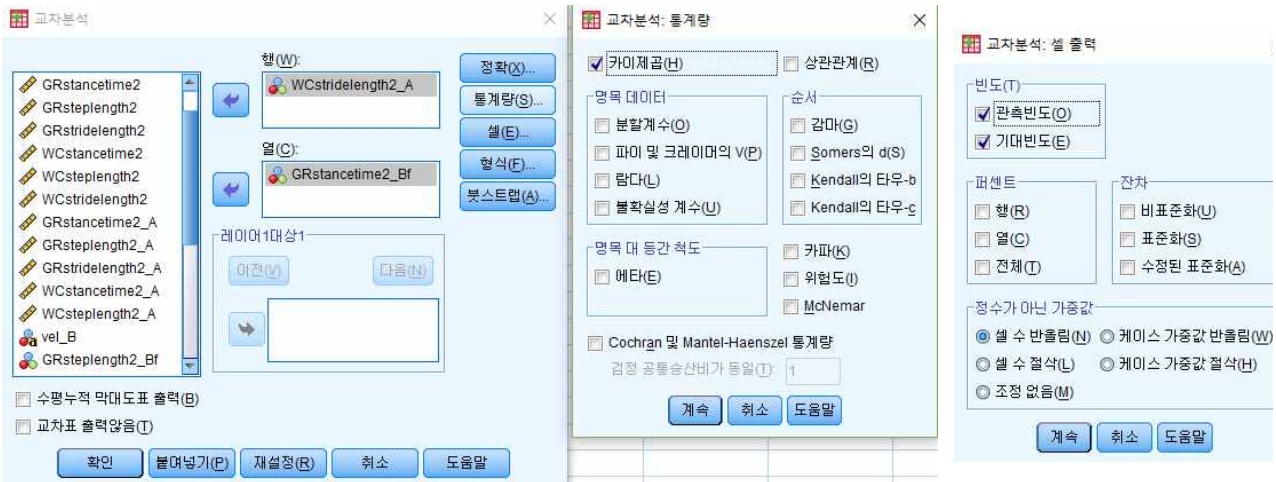 교차분석
GRstancetime2
GRsteplength2
GRstridelength2
WCstancetime2
WCsteplength2
WCstridelength2
GRstancetime2_A
GRsteplength2_A
GRstridelength2_A
WCstancetime2_A
WCsteplength2_A
vel_B
GRsteplength2_Bf
행(W):
WCstridelength2_A
열(C):
GRstancetime2_Bf
레이어1대상1
이전(V) 다음(N)
정확(X)...
통계량(S)...
셀(E)...
형식(F)...
붓스트랩(A)...
수평누적 막대도표 출력(B)
교차표 출력않음(T)
확인 붙여넣기(P) 재설정(R) 취소 도움말
교차분석: 통계량
카이제곱(H) 상관관계(R)
명목 데이터
분할계수(O)
파이 및 크레이머의 V(P)
람다(L)
불확실성 계수(U)
순서
감마(G)
Somers의 d(S)
Kendall의 타우-b
Kendall의 타우-c
명목 대 등간 척도
에타(E)
카파(K)
위험도(I)
McNemar
Cochran 및 Mantel-Haenszel 통계량
검정 공통승산비가 동일(T): 1
계속 취소 도움말
교차분석: 셀 출력
빈도(T)
관측빈도(O)
기대빈도(E)
퍼센트
행(R)
열(C)
전체(T)
잔차
비표준화(U)
표준화(S)
수정된 표준화(A)
정수가 아닌 가중값
셀 수 반올림(N) 케이스 가중값 반올림(W)
셀 수 절삭(L) 케이스 가중값 절삭(H)
조정 없음(M)
계속 취소 도움말